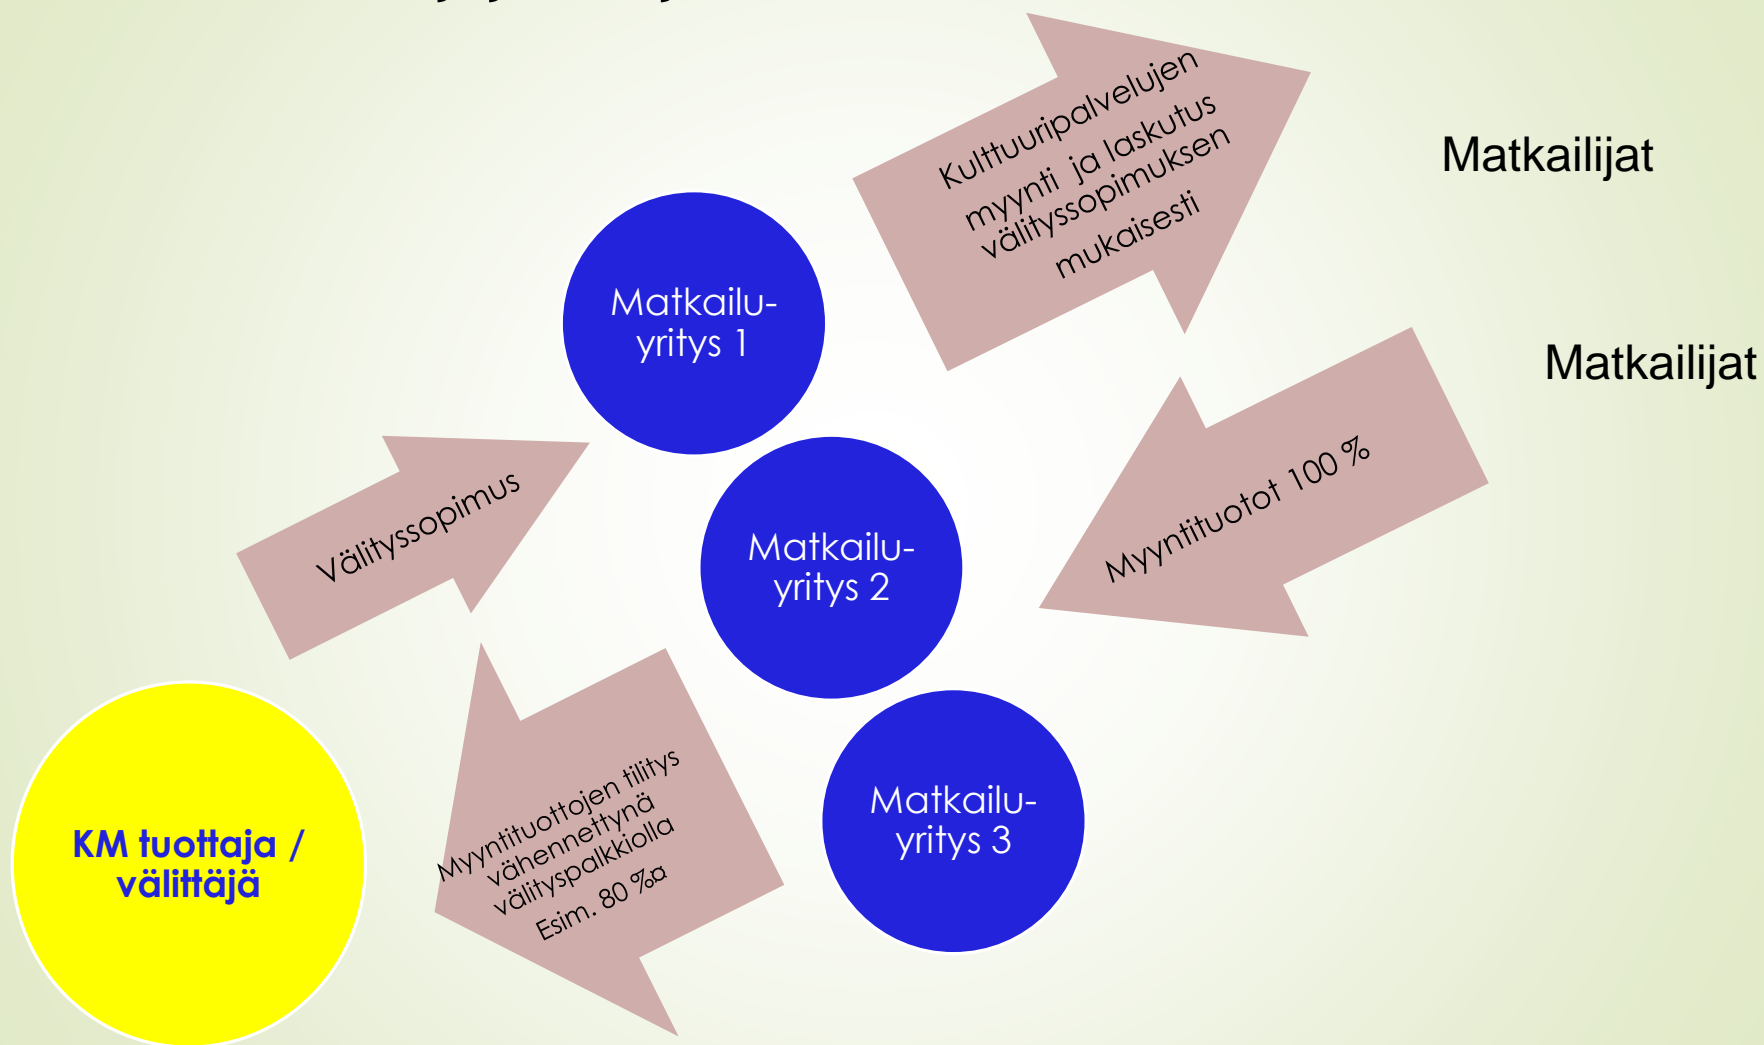 Kulttuuripalvelujen
myynti ja laskutus
välityssopimuksen
mukaisesti
Matkailijat
Matkailijat
Matkailu-
yritys 1
Myyntituotot 100 %
Välityssopimus
Matkailu-
yritys 2
Myyntituottojen tilitys
vähennettynä
välityspalkkiolla
Esim. 80 %¤
Matkailu-
yritys 3
KM tuottaja /
välittäjä